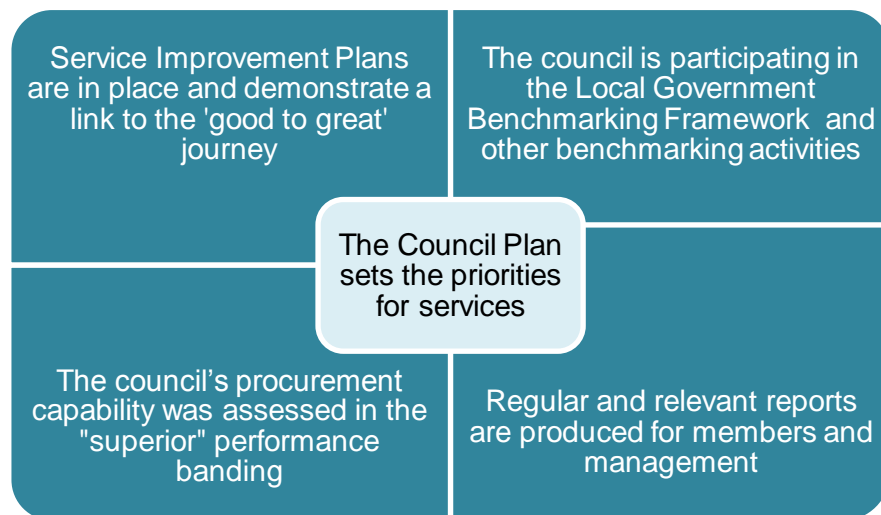 Service Improvement Plans
are in place and demonstrate a
link to the 'good to great'
journey
The council is participating in
the Local Government
Benchmarking Framework and
other benchmarking activities
The Council Plan
sets the priorities
for services
The council’s procurement
capability was assessed in the
"superior" performance
banding
Regular and relevant reports
are produced for members and
management